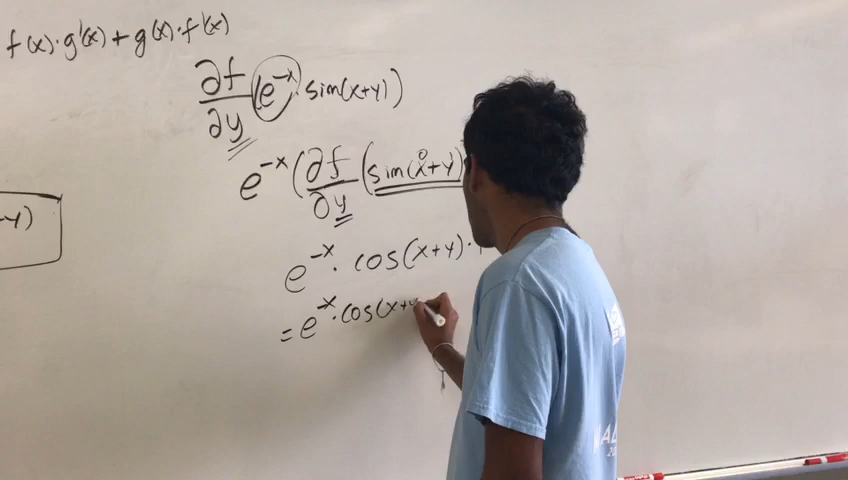 f(x)·g'(x)+g(x)·f'(x)
∂f/∂y (e^-x · sin(x+y))
e^-x (∂f/∂y (sin(x+y)
-y)
e^-x · cos(x+y) ·
= e^-x · cos(x+y